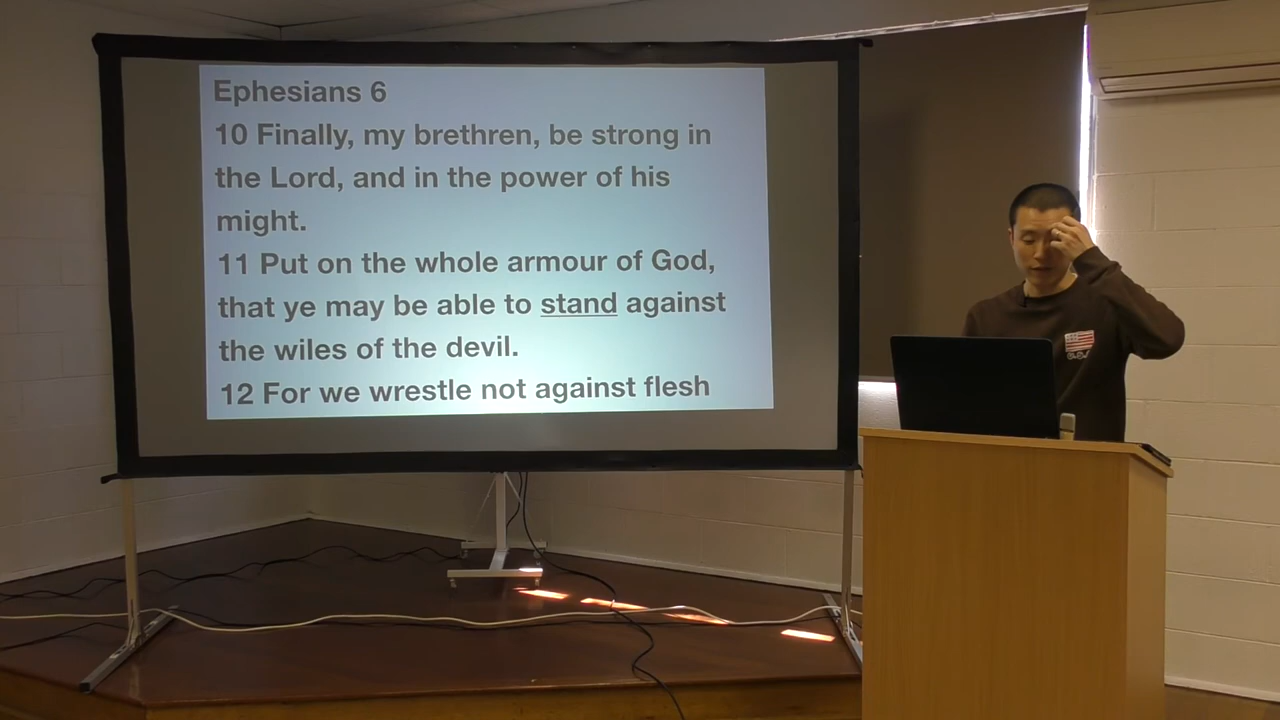 Ephesians 6
10 Finally, my brethren, be strong in
the Lord, and in the power of his
might.
11 Put on the whole armour of God,
that ye may be able to stand against
the wiles of the devil.
12 For we wrestle not against flesh